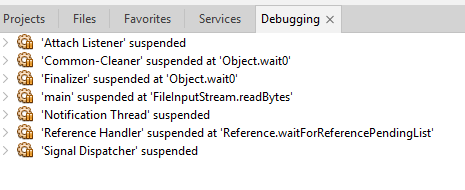 Projects Files Favorites Services Debugging ×
'Attach Listener' suspended
'Common-Cleaner' suspended at 'Object.wait0'
'Finalizer' suspended at 'Object.wait0'
'main' suspended at 'FileInputStream.readBytes'
'Notification Thread' suspended
'Reference Handler' suspended at 'Reference.waitForReferencePendingList'
'Signal Dispatcher' suspended